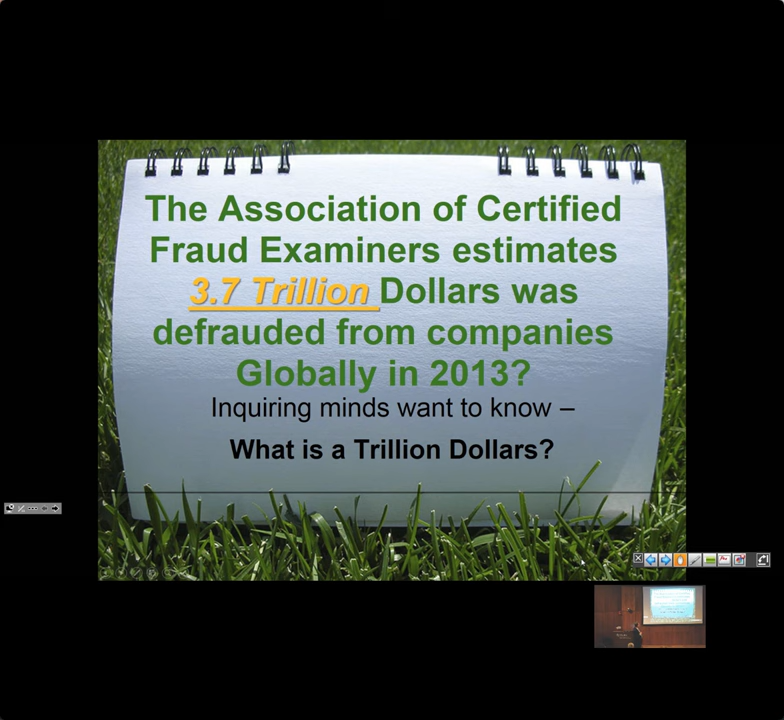 The Association of Certified
Fraud Examiners estimates
3.7 Trillion Dollars was
defrauded from companies
Globally in 2013?
Inquiring minds want to know –
What is a Trillion Dollars?